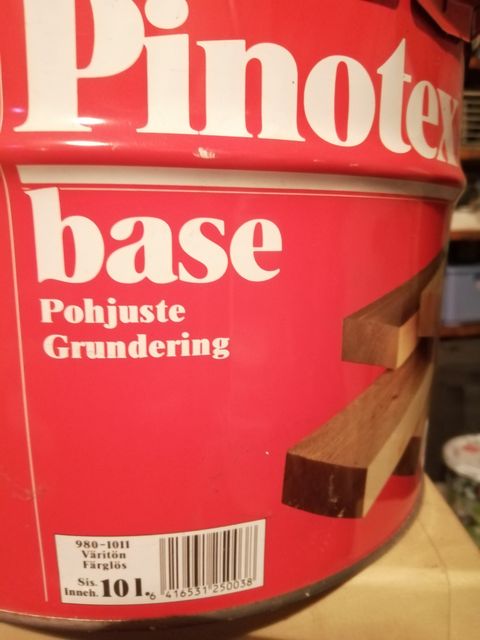 Pinotex
base
Pohjuste
Grundering
980-1011
Väritön
Färglös
Sis.
Inneh. 10 l.
6 416531 250038